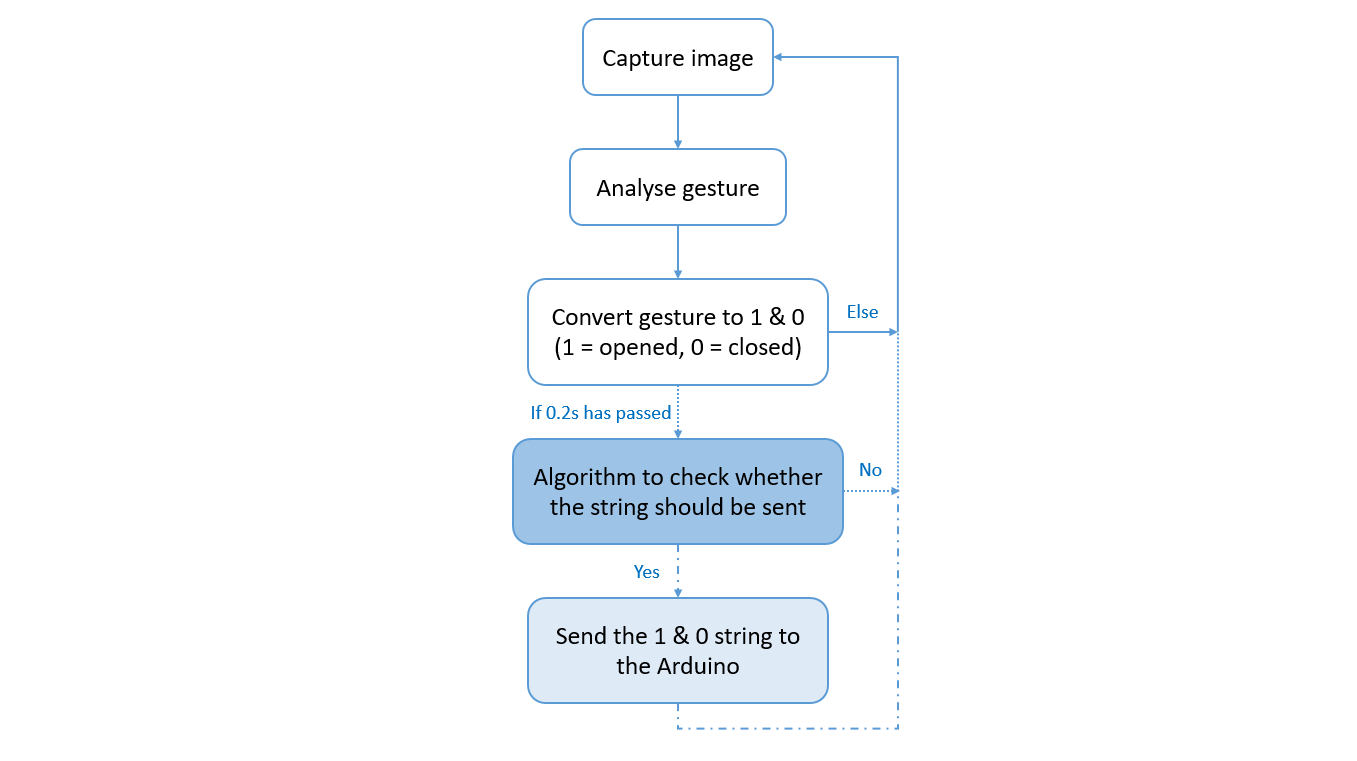 Capture image
Analyse gesture
Convert gesture to 1 & 0
(1 = opened, 0 = closed)
Else
If 0.2s has passed
Algorithm to check whether
the string should be sent
No
Yes
Send the 1 & 0 string to
the Arduino